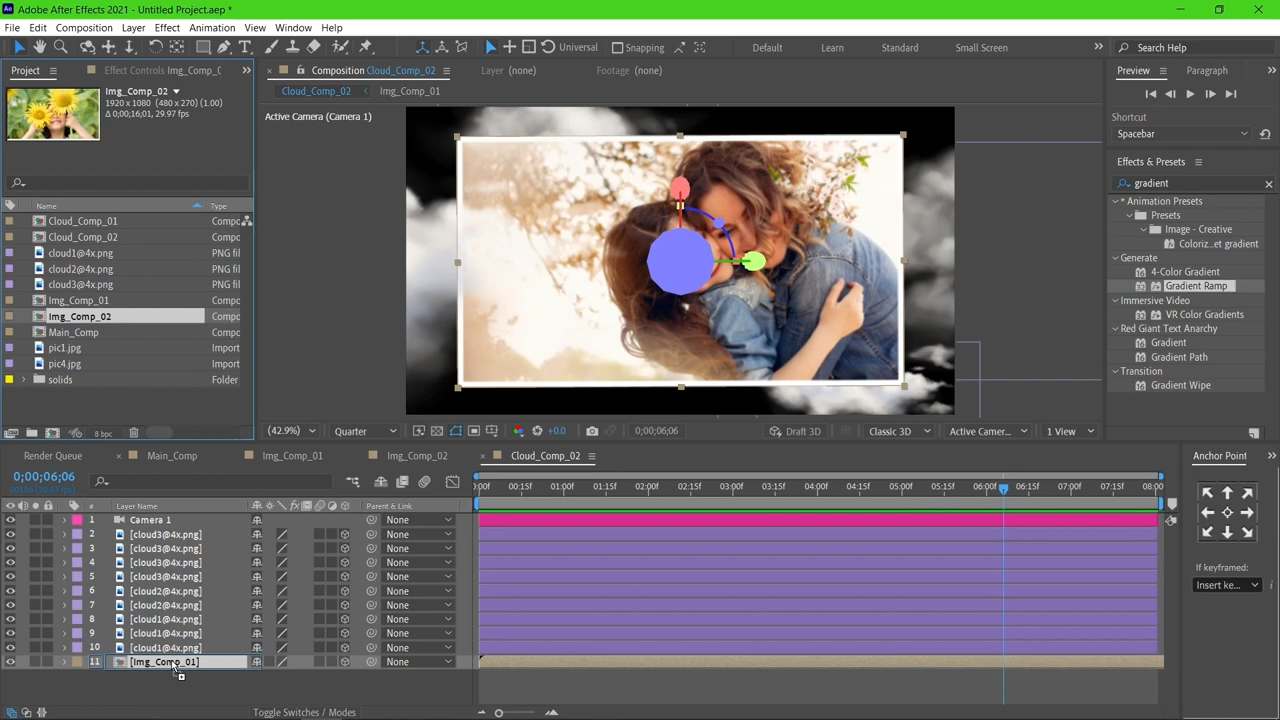 Adobe After Effects 2021 - Untitled Project.aep *
File Edit Composition Layer Effect Animation View Window Help
Universal Snapping Default Learn Standard Small Screen Search Help
Project Effect Controls Img_Comp_0
Img_Comp_02
1920 x 1080 (480 x 270) (1.00)
Δ 0;00;16;01, 29.97 fps
Name Type
Cloud_Comp_01 Compo
Cloud_Comp_02 Compo
cloud1@4x.png PNG fil
cloud2@4x.png PNG fil
cloud3@4x.png PNG fil
Img_Comp_01 Compo
Img_Comp_02 Compo
Main_Comp Compo
pic1.jpg Import
pic4.jpg Import
solids Folder
8 bpc
Composition Cloud_Comp_02 Layer (none) Footage (none)
Cloud_Comp_02 Img_Comp_01
Active Camera (Camera 1)
(42.9%) Quarter +0.0 0;00;06;06 Draft 3D Classic 3D Active Camer... 1 View
Preview Paragraph
Shortcut
Spacebar
Effects & Presets
gradient
* Animation Presets
Presets
Image - Creative
Coloriz...et gradient
Generate
4-Color Gradient
Gradient Ramp
Immersive Video
VR Color Gradients
Red Giant Text Anarchy
Gradient
Gradient Path
Transition
Gradient Wipe
Render Queue Main_Comp Img_Comp_01 Img_Comp_02 Cloud_Comp_02
0;00;06;06
# Layer Name Parent & Link
1 Camera 1 None
2 [cloud3@4x.png] None
3 [cloud3@4x.png] None
4 [cloud3@4x.png] None
5 [cloud3@4x.png] None
6 [cloud2@4x.png] None
7 [cloud2@4x.png] None
8 [cloud1@4x.png] None
9 [cloud1@4x.png] None
10 [cloud1@4x.png] None
11 [Img_Comp_01] None
00:15f 01:00f 01:15f 02:00f 02:15f 03:00f 03:15f 04:00f 04:15f 05:00f 05:15f 06:00f 06:15f 07:00f 07:15f 08:00
Toggle Switches / Modes
Anchor Point
If keyframed:
Insert ke...